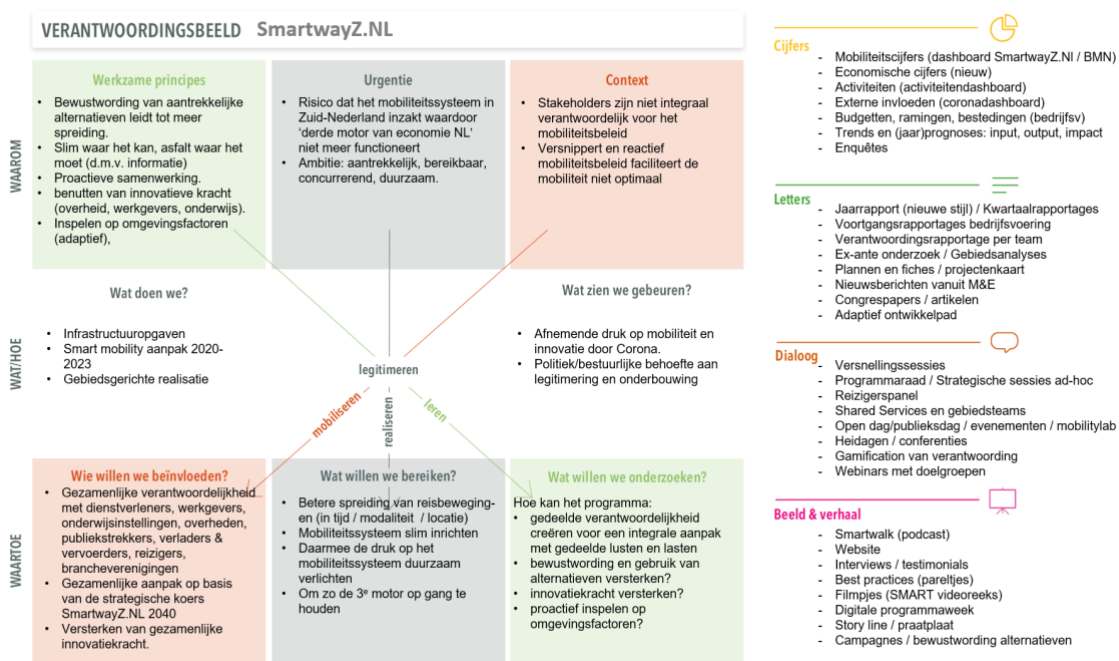 VERANTWOORDINGSBEELD SmartwayZ.NL
WAAROM
Werkzame principes
• Bewustwording van aantrekkelijke
alternatieven leidt tot meer
spreiding.
• Slim waar het kan, asfalt waar het
moet (d.m.v. informatie)
• Proactieve samenwerking.
• benutten van innovatieve kracht
(overheid, werkgevers, onderwijs).
• Inspelen op omgevingsfactoren
(adaptief),
Urgentie
• Risico dat het mobiliteitssysteem in
Zuid-Nederland inzakt waardoor
'derde motor van economie NL'
niet meer functioneert
• Ambitie: aantrekkelijk, bereikbaar,
concurrerend, duurzaam.
Context
• Stakeholders zijn niet integraal
verantwoordelijk voor het
mobiliteitsbeleid
• Versnippert en reactief
mobiliteitsbeleid faciliteert de
mobiliteit niet optimaal
WAT/HOE
Wat doen we?
• Infrastructuuropgaven
• Smart mobility aanpak 2020-
2023
• Gebiedsgerichte realisatie
legitimeren
mobiliseren
realiseren
leren
Wat zien we gebeuren?
• Afnemende druk op mobiliteit en
innovatie door Corona.
• Politiek/bestuurlijke behoefte aan
legitimering en onderbouwing
WAARTOE
Wie willen we beïnvloeden?
• Gezamenlijke verantwoordelijkheid
met dienstverleners, werkgevers,
onderwijsinstellingen, overheden,
publiekstrekkers, verladers &
vervoerders, reizigers,
brancheverenigingen
• Gezamenlijke aanpak op basis
van de strategische koers
SmartwayZ.NL 2040
• Versterken van gezamenlijke
innovatiekracht.
Wat willen we bereiken?
• Betere spreiding van reisbeweging-
en (in tijd / modaliteit / locatie)
• Mobiliteitssysteem slim inrichten
• Daarmee de druk op het
mobiliteitssysteem duurzaam
verlichten
• Om zo de 3e motor op gang te
houden
Wat willen we onderzoeken?
Hoe kan het programma:
• gedeelde verantwoordelijkheid
creëren voor een integrale aanpak
met gedeelde lusten en lasten
• bewustwording en gebruik van
alternatieven versterken?
• innovatiekracht versterken?
• proactief inspelen op
omgevingsfactoren?
Cijfers
- Mobiliteitscijfers (dashboard SmartwayZ.Nl / BMN)
- Economische cijfers (nieuw)
- Activiteiten (activiteitendashboard)
- Externe invloeden (coronadashboard)
- Budgetten, ramingen, bestedingen (bedrijfsv)
- Trends en (jaar)prognoses: input, output, impact
- Enquêtes
Letters
- Jaarrapport (nieuwe stijl) / Kwartaalrapportages
- Voortgangsrapportages bedrijfsvoering
- Verantwoordingsrapportage per team
- Ex-ante onderzoek / Gebiedsanalyses
- Plannen en fiches / projectenkaart
- Nieuwsberichten vanuit M&E
- Congrespapers / artikelen
- Adaptief ontwikkelpad
Dialoog
- Versnellingssessies
- Programmaraad / Strategische sessies ad-hoc
- Reizigerspanel
- Shared Services en gebiedsteams
- Open dag/publieksdag / evenementen / mobilitylab
- Heidagen / conferenties
- Gamification van verantwoording
- Webinars met doelgroepen
Beeld & verhaal
- Smartwalk (podcast)
- Website
- Interviews / testimonials
- Best practices (pareltjes)
- Filmpjes (SMART videoreeks)
- Digitale programmaweek
- Story line / praatplaat
- Campagnes / bewustwording alternatieven